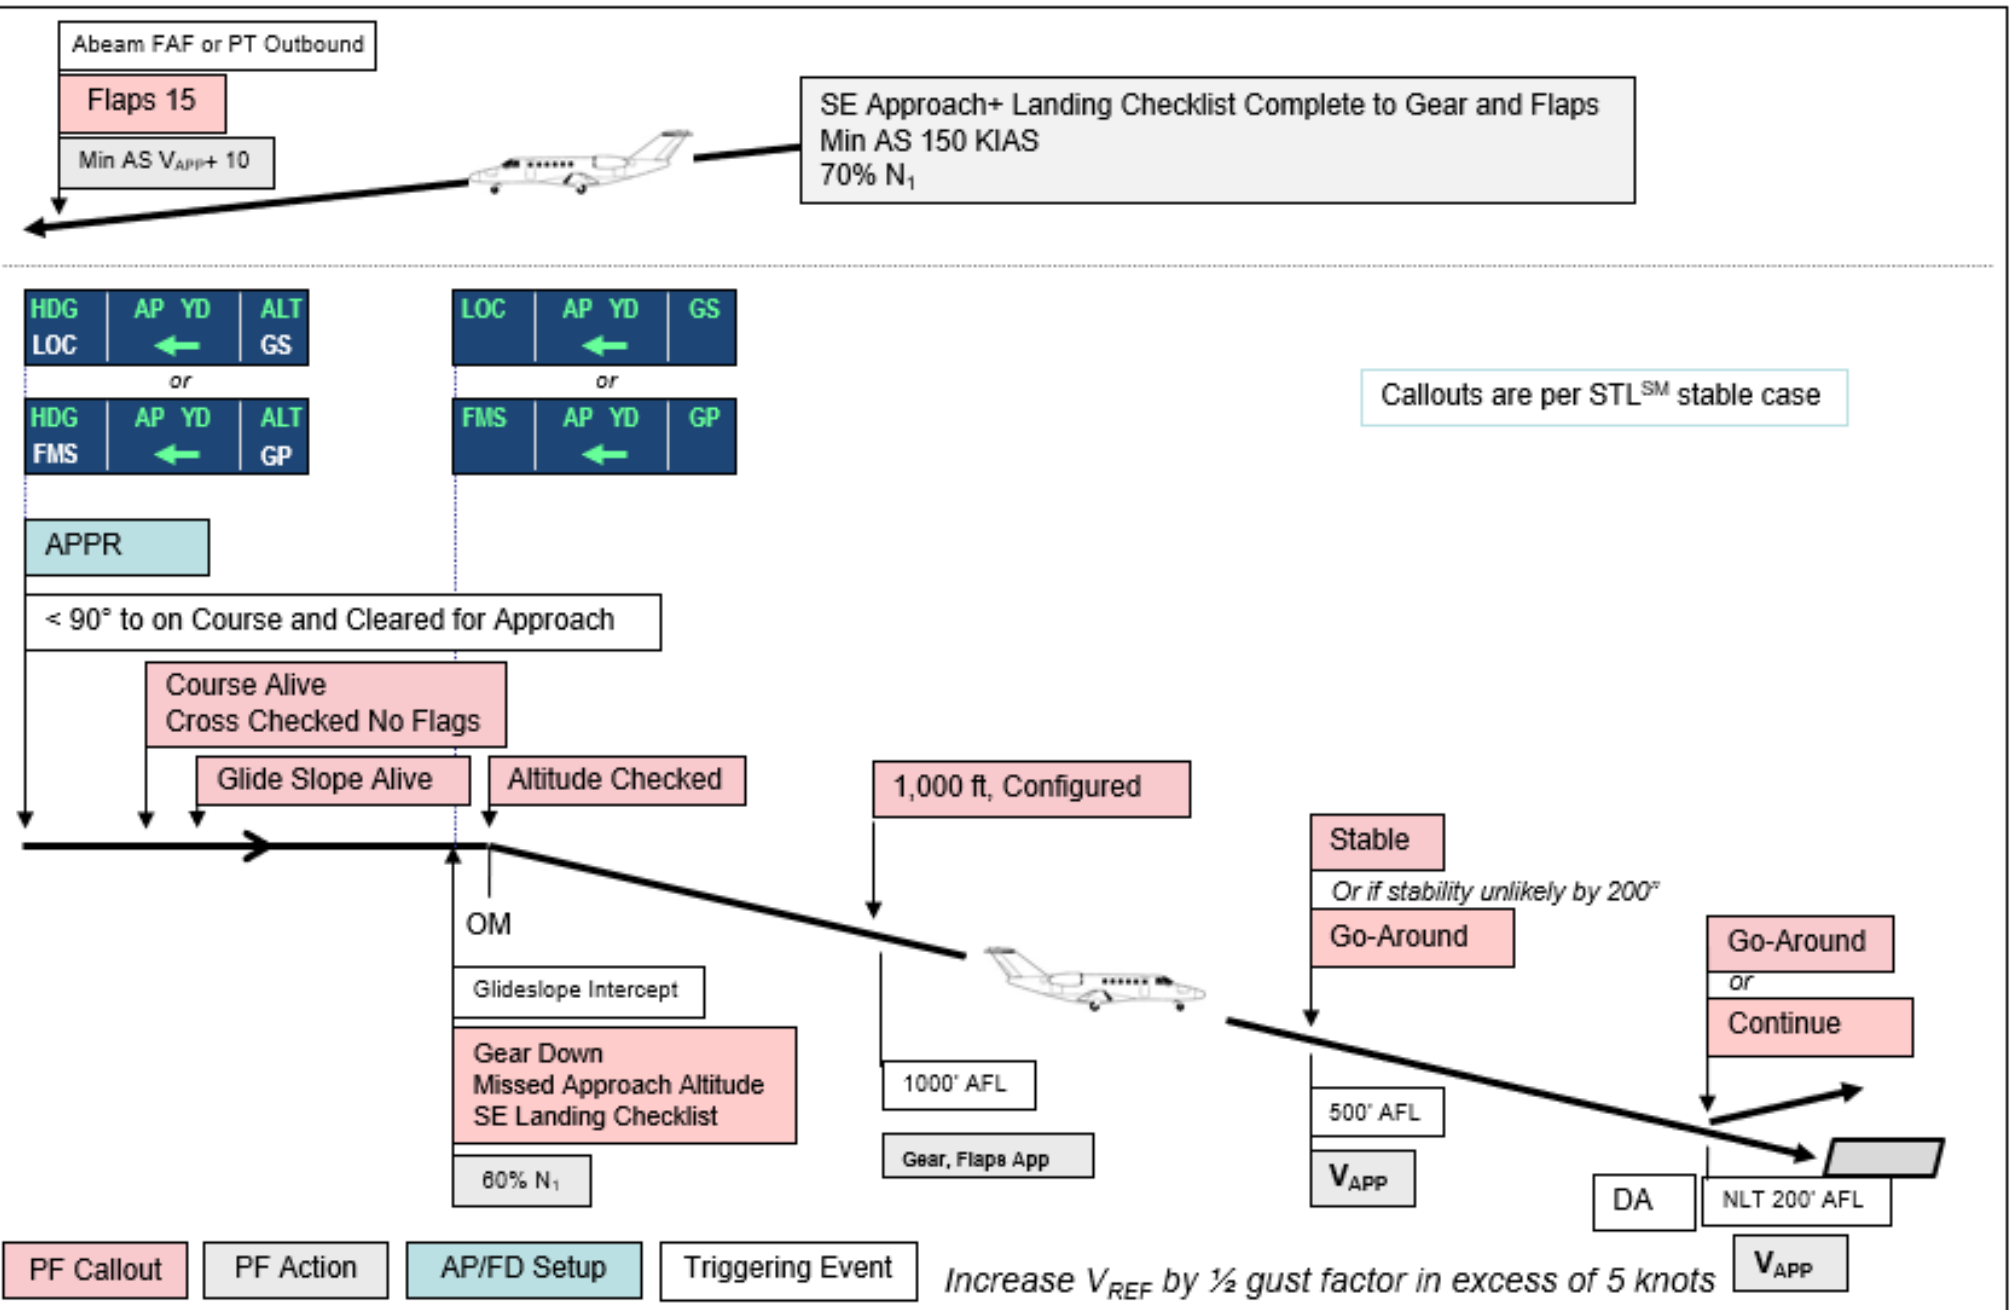 Abeam FAF or PT Outbound
Flaps 15
Min AS VAPP+ 10
SE Approach+ Landing Checklist Complete to Gear and Flaps
Min AS 150 KIAS
70% N1
HDG AP YD ALT
LOC ← GS
or
HDG AP YD ALT
FMS ← GP
LOC AP YD GS
←
or
FMS AP YD GP
←
Callouts are per STL℠ stable case
APPR
< 90° to on Course and Cleared for Approach
Course Alive
Cross Checked No Flags
Glide Slope Alive
Altitude Checked
1,000 ft, Configured
Stable
Or if stability unlikely by 200"
Go-Around
Go-Around
or
Continue
OM
Glideslope Intercept
Gear Down
Missed Approach Altitude
SE Landing Checklist
60% N1
1000' AFL
Gear, Flaps App
500' AFL
VAPP
DA
NLT 200' AFL
VAPP
PF Callout
PF Action
AP/FD Setup
Triggering Event
Increase VREF by ½ gust factor in excess of 5 knots